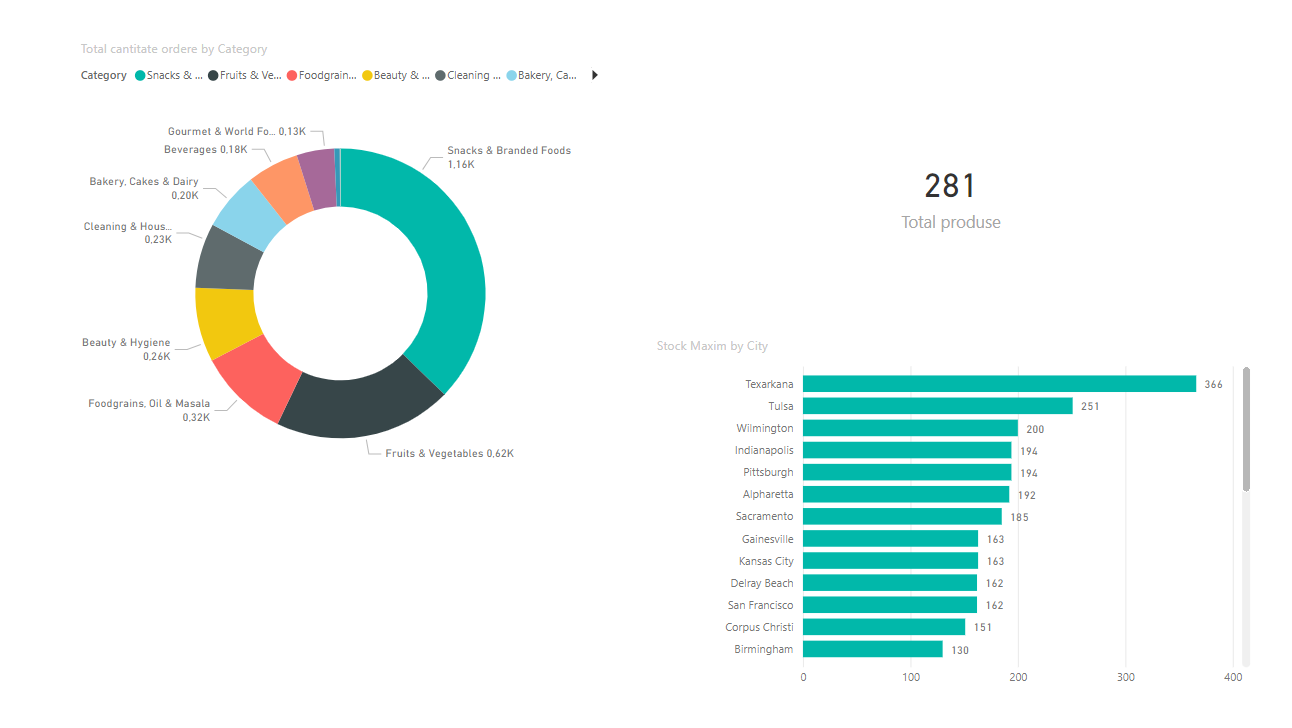 Total cantitate ordere by Category
Category Snacks & ... Fruits & Ve... Foodgrain... Beauty & ... Cleaning ... Bakery, Ca...
Gourmet & World Fo... 0,13K
Beverages 0,18K
Snacks & Branded Foods
1,16K
Bakery, Cakes & Dairy
0,20K
Cleaning & Hous...
0,23K
Beauty & Hygiene
0,26K
Foodgrains, Oil & Masala
0,32K
Fruits & Vegetables 0,62K
281
Total produse
Stock Maxim by City
Texarkana 366
Tulsa 251
Wilmington 200
Indianapolis 194
Pittsburgh 194
Alpharetta 192
Sacramento 185
Gainesville 163
Kansas City 163
Delray Beach 162
San Francisco 162
Corpus Christi 151
Birmingham 130
0 100 200 300 400